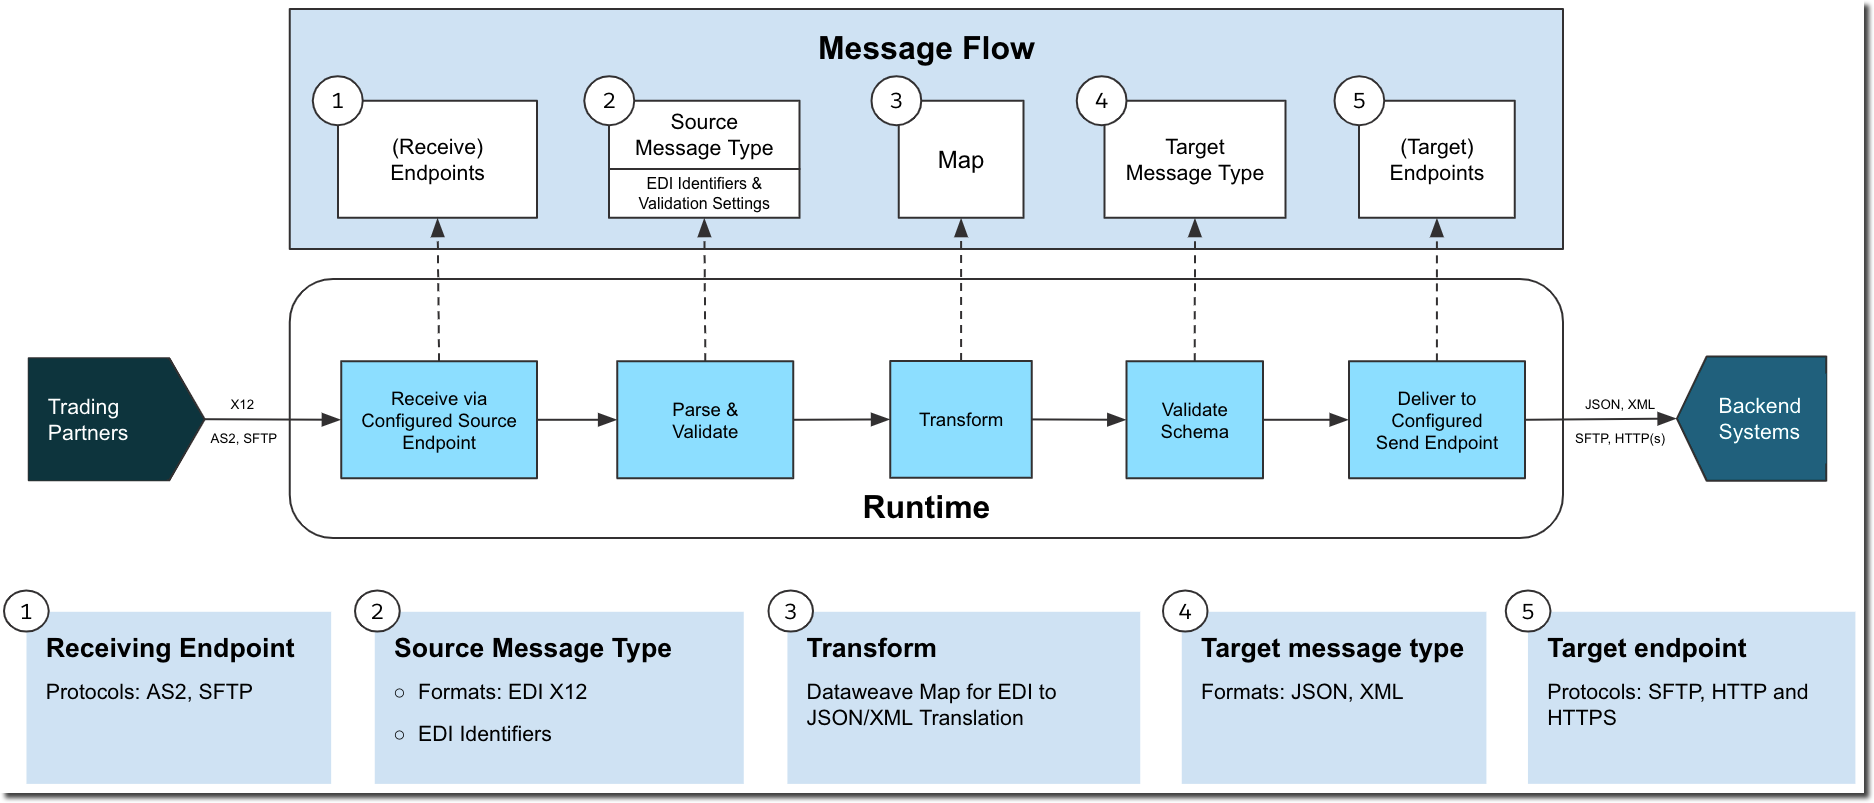 Message Flow
1
(Receive)
Endpoints
2
Source
Message Type
EDI Identifiers &
Validation Settings
3
Map
4
Target
Message Type
5
(Target)
Endpoints
Trading
Partners
X12
AS2, SFTP
Receive via
Configured Source
Endpoint
Parse &
Validate
Transform
Validate
Schema
Deliver to
Configured
Send Endpoint
JSON, XML
SFTP, HTTP(s)
Backend
Systems
Runtime
1
Receiving Endpoint
Protocols: AS2, SFTP
2
Source Message Type
○ Formats: EDI X12
○ EDI Identifiers
3
Transform
Dataweave Map for EDI to
JSON/XML Translation
4
Target message type
Formats: JSON, XML
5
Target endpoint
Protocols: SFTP, HTTP and
HTTPS